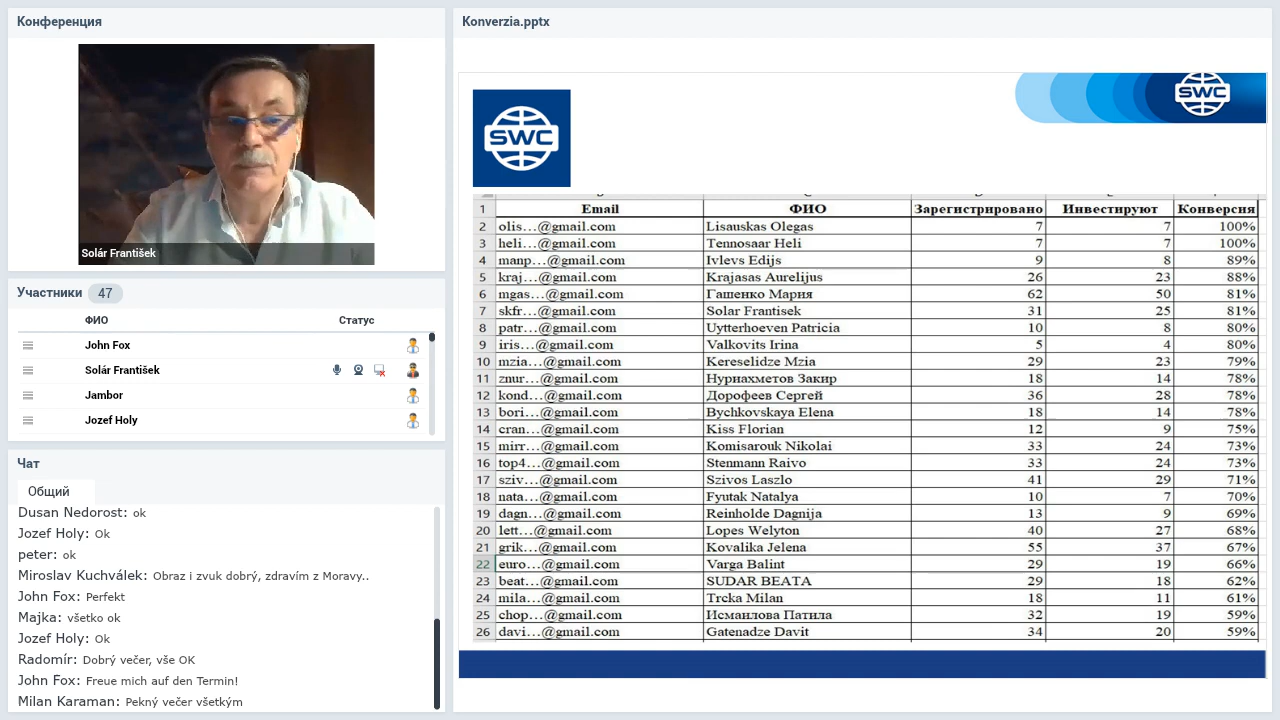 Конференция
Solár František
Участники 47
ФИО Статус
John Fox
Solár František
Jambor
Jozef Holy
Чат
Общий
Dusan Nedorost: ok
Jozef Holy: Ok
peter: ok
Miroslav Kuchválek: Obraz i zvuk dobrý, zdravím z Moravy..
John Fox: Perfekt
Majka: všetko ok
Jozef Holy: Ok
Radomír: Dobrý večer, vše OK
John Fox: Freue mich auf den Termin!
Milan Karaman: Pekný večer všetkým
Konverzia.pptx
SWC
SWC
1 Email ФИО Зарегистрировано Инвестируют Конверсия
2 olis...@gmail.com Lisauskas Olegas 7 7 100%
3 heli...@gmail.com Tennosaar Heli 7 7 100%
4 manp...@gmail.com Ivlevs Edijs 9 8 89%
5 kraj...@gmail.com Krajasas Aurelijus 26 23 88%
6 mgas...@gmail.com Гашенко Мария 62 50 81%
7 skfr...@gmail.com Solar Frantisek 31 25 81%
8 patr...@gmail.com Uytterhoeven Patricia 10 8 80%
9 iris...@gmail.com Valkovits Irina 5 4 80%
10 mzia...@gmail.com Kereselidze Mzia 29 23 79%
11 znur...@gmail.com Нуриахметов Закир 18 14 78%
12 kond...@gmail.com Дорофеев Сергей 36 28 78%
13 bori...@gmail.com Bychkovskaya Elena 18 14 78%
14 cran...@gmail.com Kiss Florian 12 9 75%
15 mirr...@gmail.com Komisarouk Nikolai 33 24 73%
16 top4...@gmail.com Stenmann Raivo 33 24 73%
17 sziv...@gmail.com Szivos Laszlo 41 29 71%
18 nata...@gmail.com Fyutak Natalya 10 7 70%
19 dagn...@gmail.com Reinholde Dagnija 13 9 69%
20 lett...@gmail.com Lopes Welyton 40 27 68%
21 grik...@gmail.com Kovalika Jelena 55 37 67%
22 euro...@gmail.com Varga Balint 29 19 66%
23 beat...@gmail.com SUDAR BEATA 29 18 62%
24 mila...@gmail.com Trcka Milan 18 11 61%
25 chop...@gmail.com Исмаилова Патила 32 19 59%
26 davi...@gmail.com Gatenadze Davit 34 20 59%